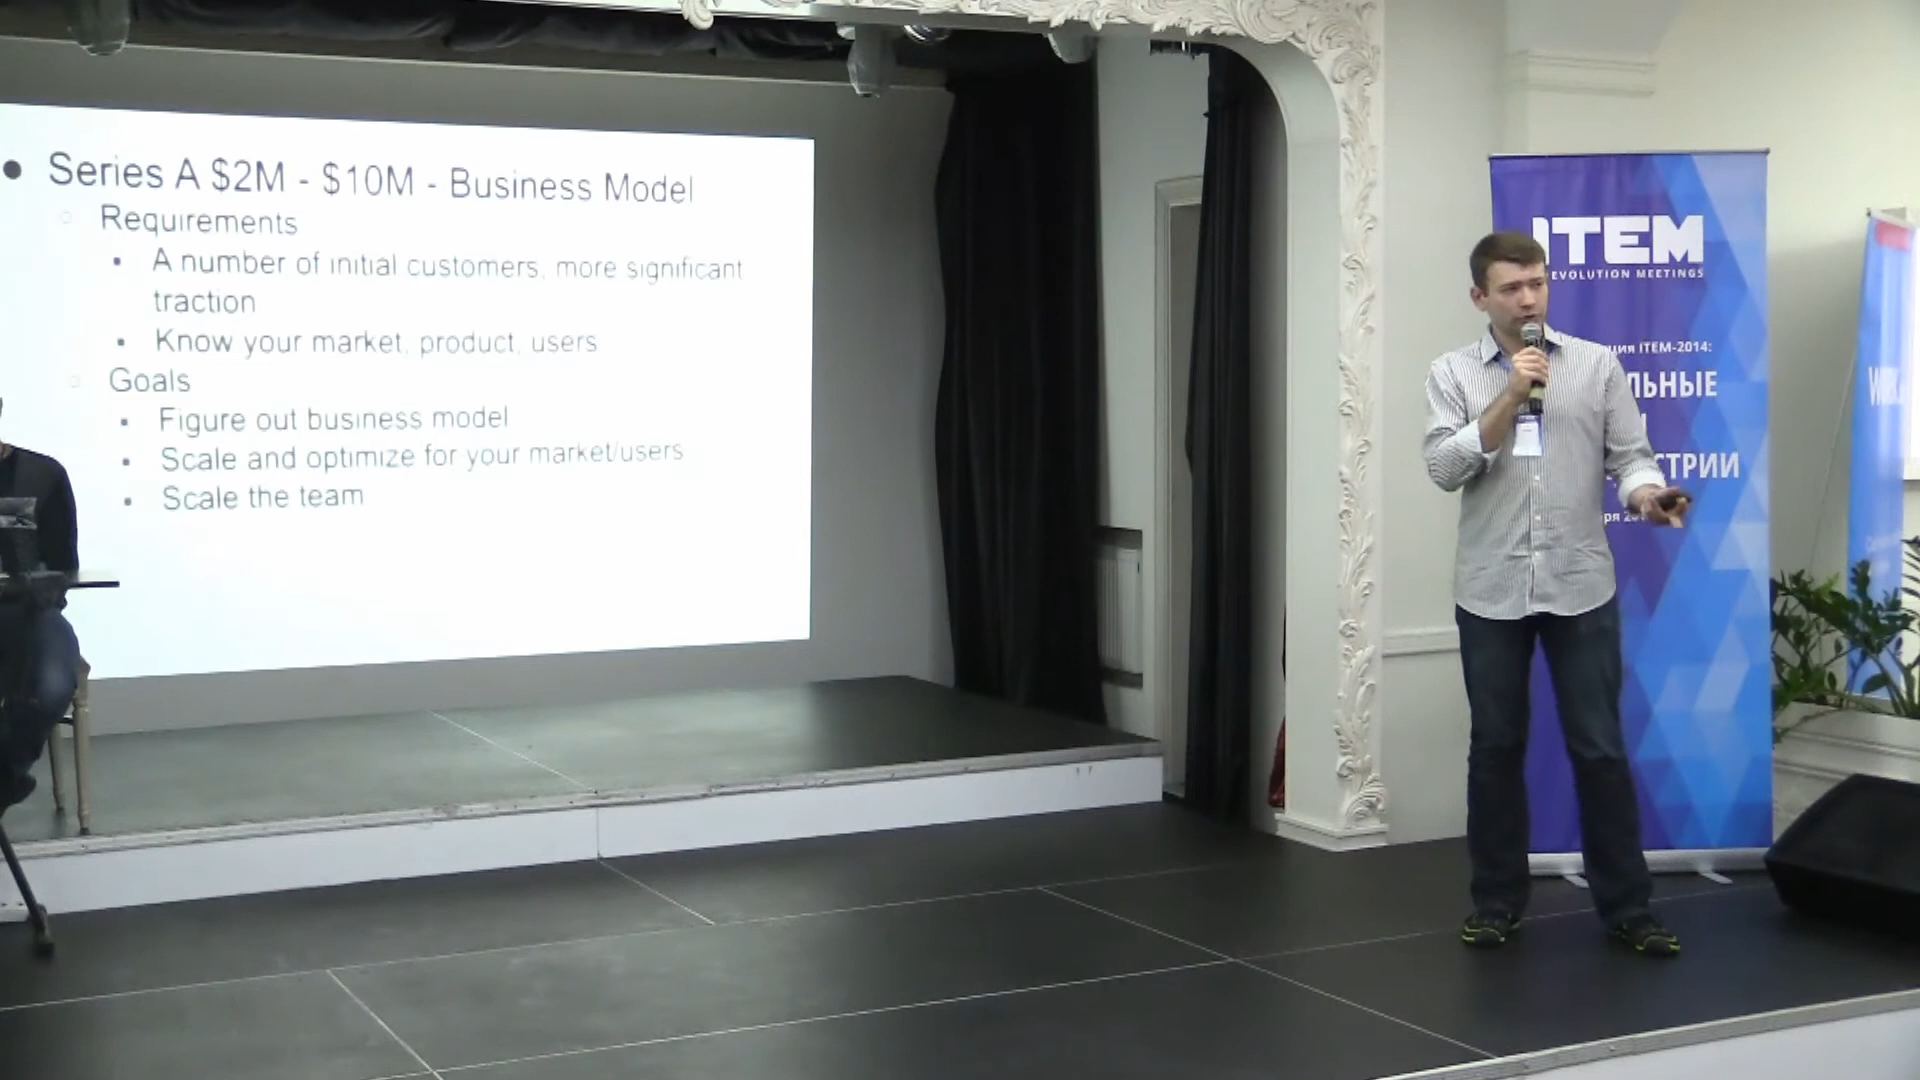 Series A $2M - $10M - Business Model
Requirements
A number of initial customers, more significant
traction
Know your market, product, users
Goals
Figure out business model
Scale and optimize for your market/users
Scale the team
ITEM
EVOLUTION MEETINGS
ITEM-2014: